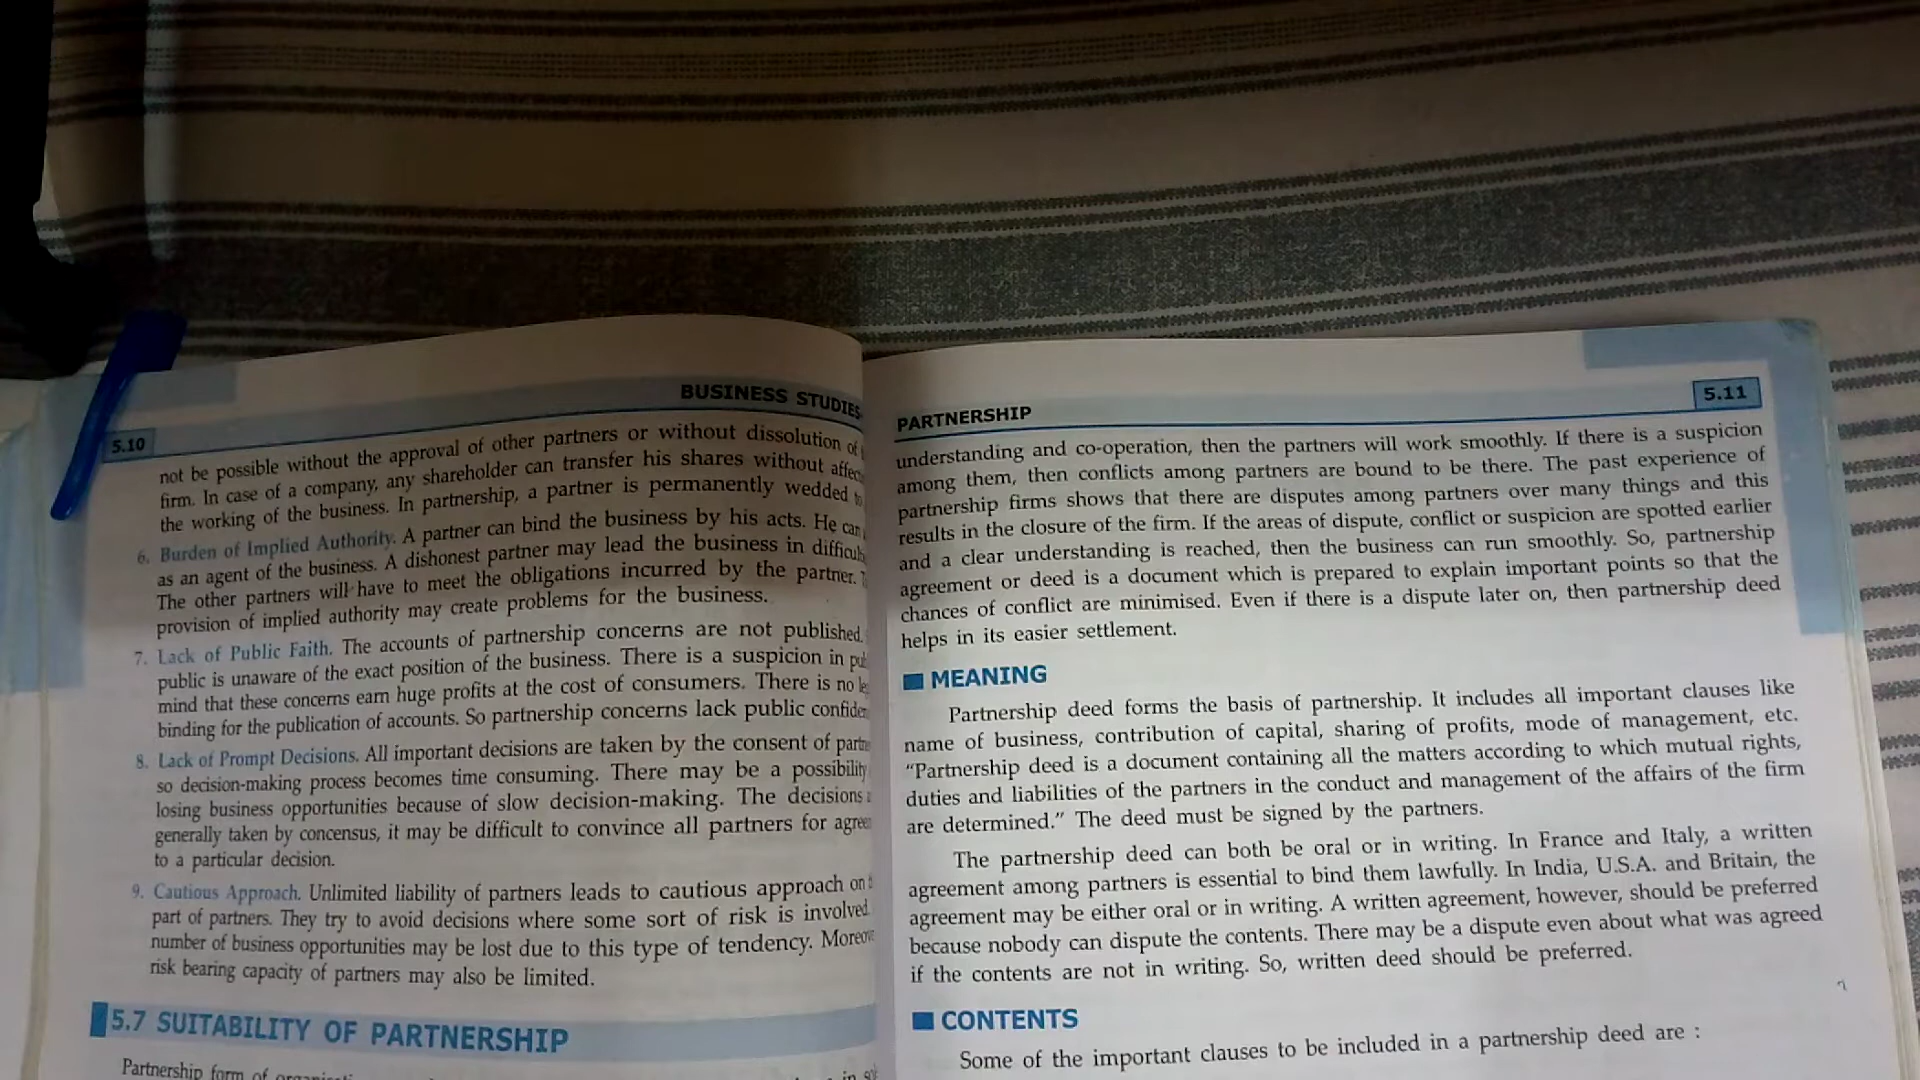 BUSINESS STUDIES
5.10
not be possible without the approval of other partners or without dissolution of
firm. In case of a company, any shareholder can transfer his shares without
the working of the business. In partnership, a partner is permanently wedded
6. Burden of Implied Authority. A partner can bind the business by his acts. He can
as an agent of the business. A dishonest partner may lead the business in
The other partners will have to meet the obligations incurred by the partner.
provision of implied authority may create problems for the business.
7. Lack of Public Faith. The accounts of partnership concerns are not published.
public is unaware of the exact position of the business. There is a suspicion in
mind that these concerns earn huge profits at the cost of consumers. There is no
binding for the publication of accounts. So partnership concerns lack public
8. Lack of Prompt Decisions. All important decisions are taken by the consent of
so decision-making process becomes time consuming. There may be a possibility
losing business opportunities because of slow decision-making. The decisions
generally taken by concensus, it may be difficult to convince all partners for
to a particular decision.
9. Cautious Approach. Unlimited liability of partners leads to cautious approach on
part of partners. They try to avoid decisions where some sort of risk is involved.
number of business opportunities may be lost due to this type of tendency.
risk bearing capacity of partners may also be limited.
5.7 SUITABILITY OF PARTNERSHIP
Partnership form of
PARTNERSHIP
5.11
understanding and co-operation, then the partners will work smoothly. If there is a suspicion
among them, then conflicts among partners are bound to be there. The past experience of
partnership firms shows that there are disputes among partners over many things and this
results in the closure of the firm. If the areas of dispute, conflict or suspicion are spotted earlier
and a clear understanding is reached, then the business can run smoothly. So, partnership
agreement or deed is a document which is prepared to explain important points so that the
chances of conflict are minimised. Even if there is a dispute later on, then partnership deed
helps in its easier settlement.
MEANING
Partnership deed forms the basis of partnership. It includes all important clauses like
name of business, contribution of capital, sharing of profits, mode of management, etc.
“Partnership deed is a document containing all the matters according to which mutual rights,
duties and liabilities of the partners in the conduct and management of the affairs of the firm
are determined.” The deed must be signed by the partners.
The partnership deed can both be oral or in writing. In France and Italy, a written
agreement among partners is essential to bind them lawfully. In India, U.S.A. and Britain, the
agreement may be either oral or in writing. A written agreement, however, should be preferred
because nobody can dispute the contents. There may be a dispute even about what was agreed
if the contents are not in writing. So, written deed should be preferred.
CONTENTS
Some of the important clauses to be included in a partnership deed are :